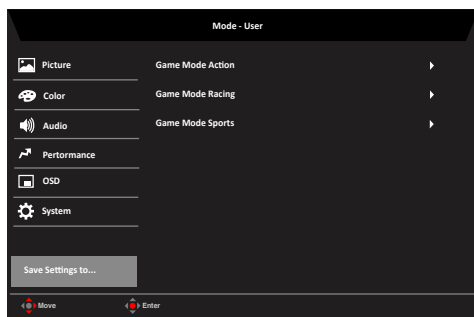 Mode - User
Picture
Color
Audio
Pertormance
OSD
System
Save Settings to...
Game Mode Action
Game Mode Racing
Game Mode Sports
Move
Enter